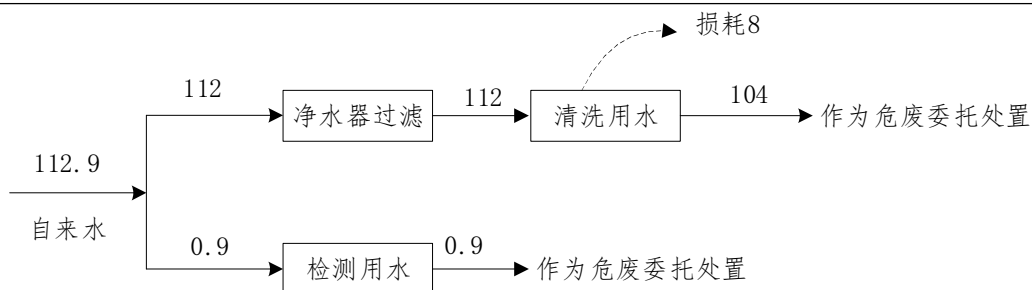 损耗8
112
净水器过滤
112
清洗用水
104
作为危废委托处置
112.9
自来水
0.9
检测用水
0.9
作为危废委托处置